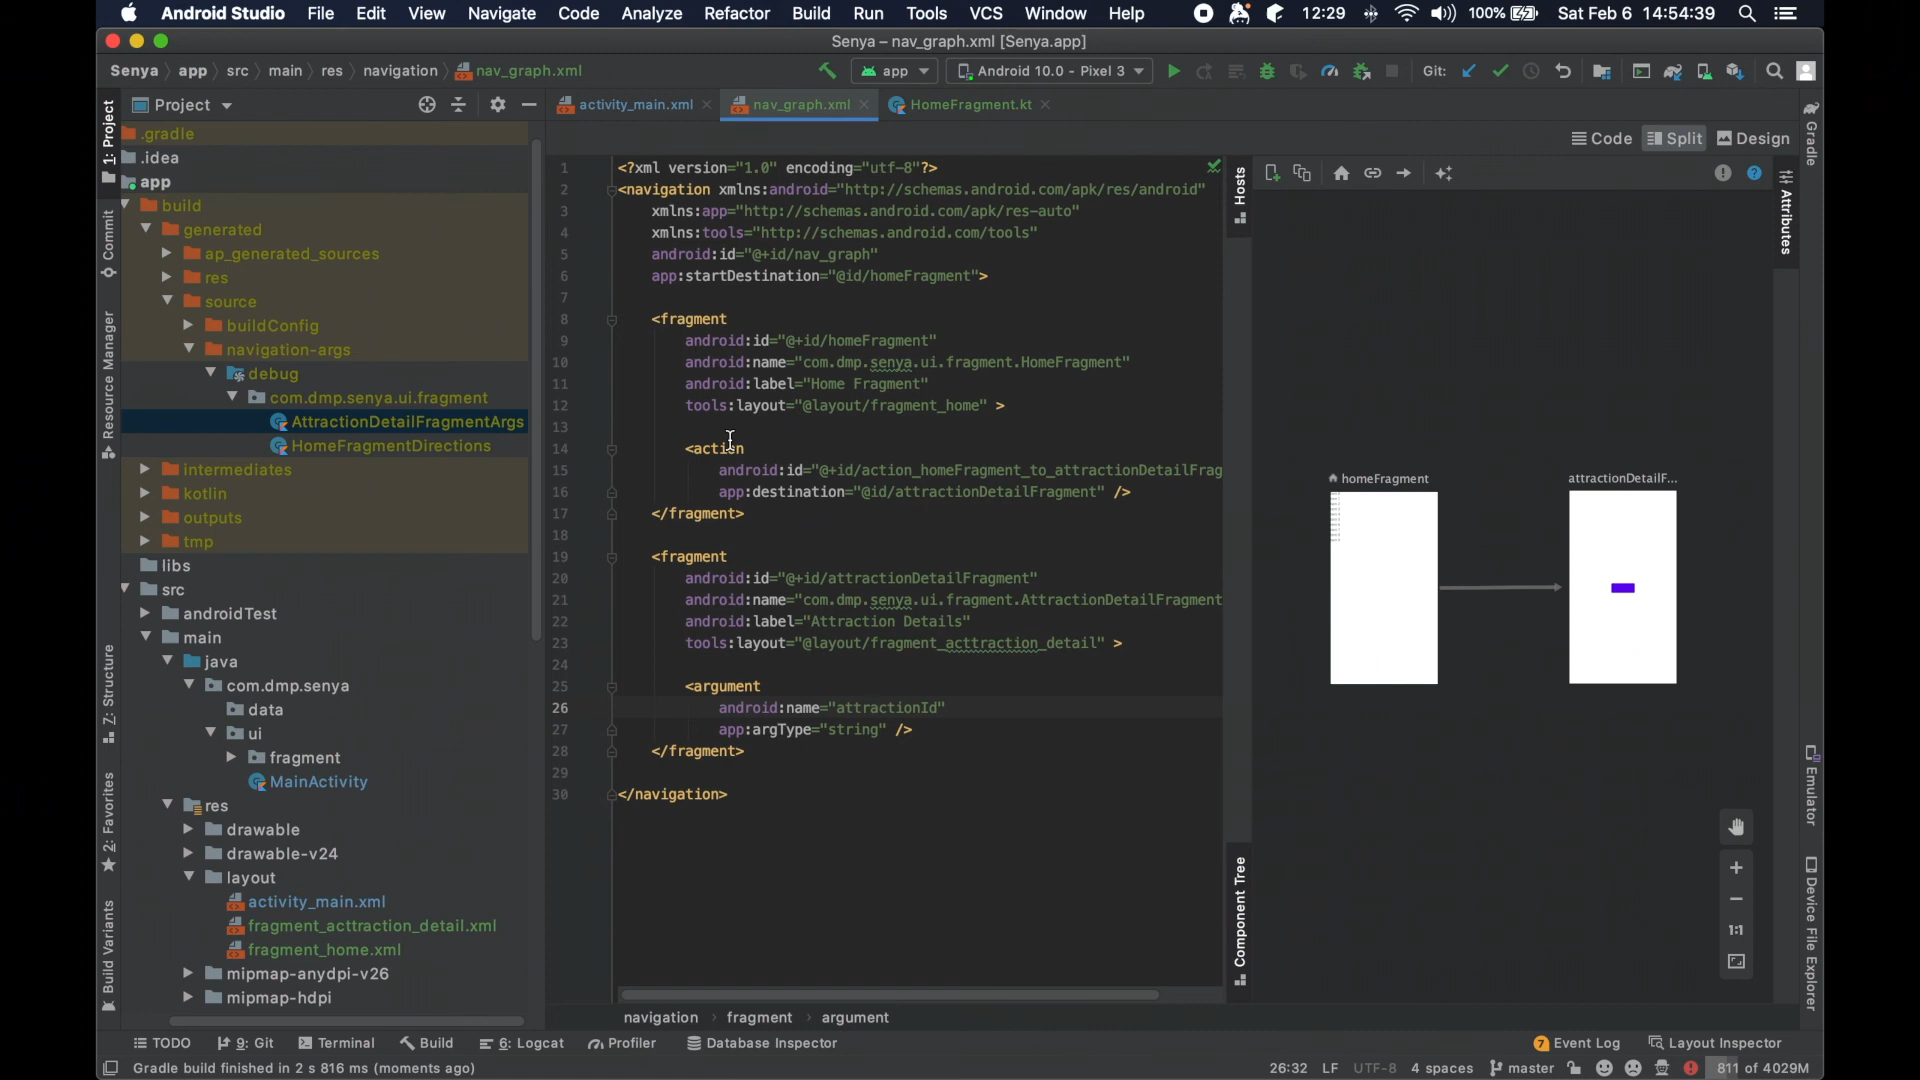 Android Studio File Edit View Navigate Code Analyze Refactor Build Run Tools VCS Window Help 12:29 100% Sat Feb 6 14:54:39
Senya – nav_graph.xml [Senya.app]
Senya app src main res navigation nav_graph.xml app Android 10.0 - Pixel 3 Git:
1: Project
Commit
Resource Manager
Z: Structure
2: Favorites
Build Variants
Project
.gradle
.idea
app
build
generated
ap_generated_sources
res
source
buildConfig
navigation-args
debug
com.dmp.senya.ui.fragment
AttractionDetailFragmentArgs
HomeFragmentDirections
intermediates
kotlin
outputs
tmp
libs
src
androidTest
main
java
com.dmp.senya
data
ui
fragment
MainActivity
res
drawable
drawable-v24
layout
activity_main.xml
fragment_acttraction_detail.xml
fragment_home.xml
mipmap-anydpi-v26
mipmap-hdpi
activity_main.xml nav_graph.xml HomeFragment.kt
Code Split Design
1 <?xml version="1.0" encoding="utf-8"?>
2 <navigation xmlns:android="http://schemas.android.com/apk/res/android"
3 xmlns:app="http://schemas.android.com/apk/res-auto"
4 xmlns:tools="http://schemas.android.com/tools"
5 android:id="@+id/nav_graph"
6 app:startDestination="@id/homeFragment">
7
8 <fragment
9 android:id="@+id/homeFragment"
10 android:name="com.dmp.senya.ui.fragment.HomeFragment"
11 android:label="Home Fragment"
12 tools:layout="@layout/fragment_home" >
13
14 <action
15 android:id="@+id/action_homeFragment_to_attractionDetailFrag
16 app:destination="@id/attractionDetailFragment" />
17 </fragment>
18
19 <fragment
20 android:id="@+id/attractionDetailFragment"
21 android:name="com.dmp.senya.ui.fragment.AttractionDetailFragment
22 android:label="Attraction Details"
23 tools:layout="@layout/fragment_acttraction_detail" >
24
25 <argument
26 android:name="attractionId"
27 app:argType="string" />
28 </fragment>
29
30 </navigation>
navigation fragment argument
Hosts
Component Tree
homeFragment
attractionDetailF...
1:1
Attributes
Gradle
Emulator
Device File Explorer
TODO 9: Git Terminal Build 6: Logcat Profiler Database Inspector 7 Event Log Layout Inspector
Gradle build finished in 2 s 816 ms (moments ago) 26:32 LF UTF-8 4 spaces master 811 of 4029M